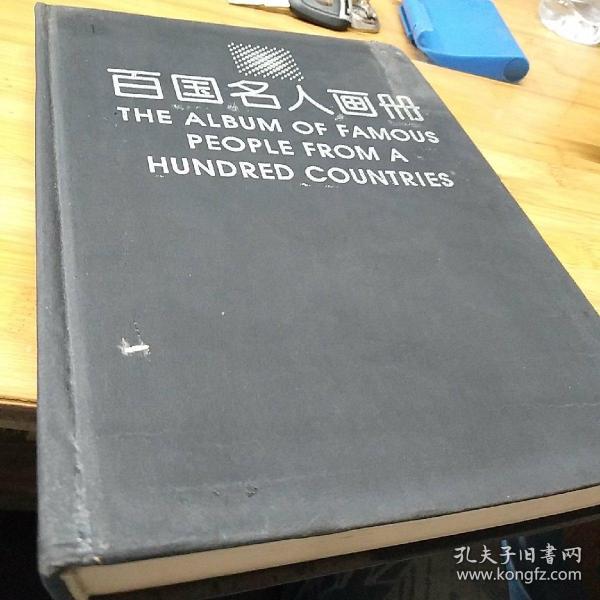 百国名人画册
THE ALBUM OF FAMOUS
PEOPLE FROM A
HUNDRED COUNTRIES
孔夫子旧书网
www.kongfz.com